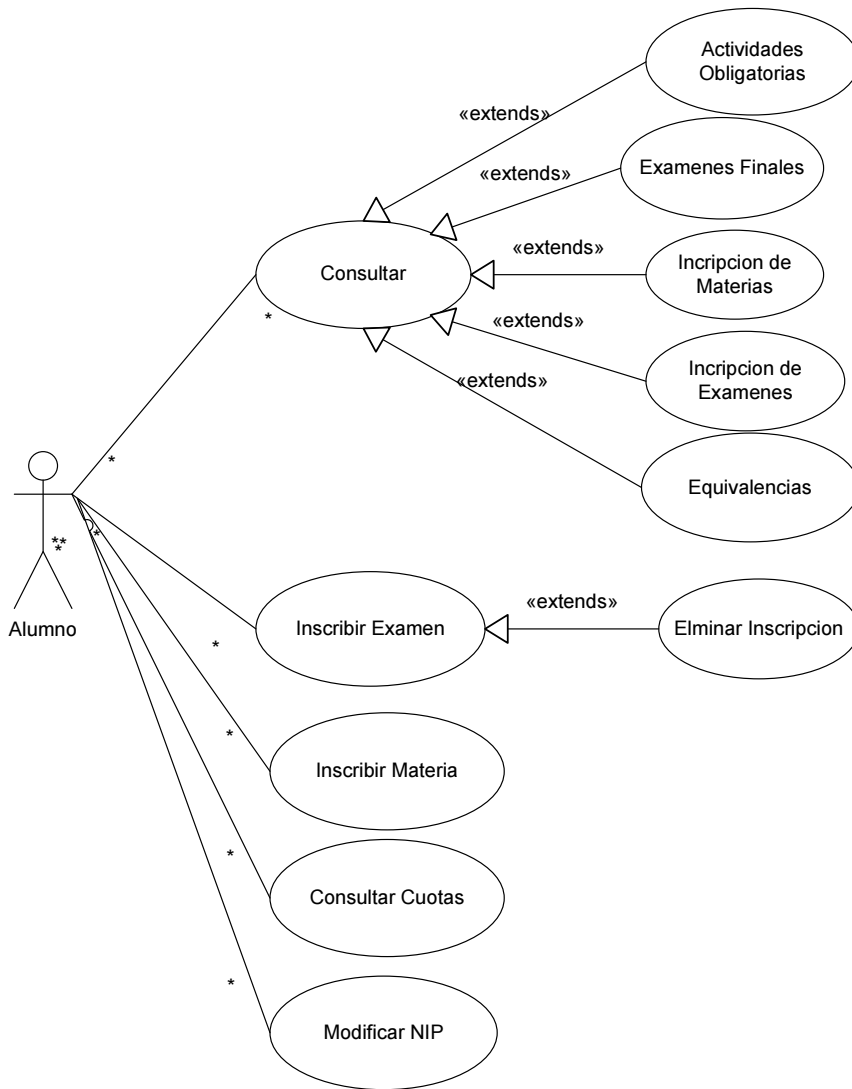 Actividades
Obligatorias
«extends»
Examenes Finales
«extends»
Consultar
«extends»
Incripcion de
Materias
*
«extends»
Incripcion de
Examenes
«extends»
*
Equivalencias
*
**
*
Alumno
Inscribir Examen
«extends»
Elminar Inscripcion
*
*
Inscribir Materia
*
Consultar Cuotas
*
Modificar NIP